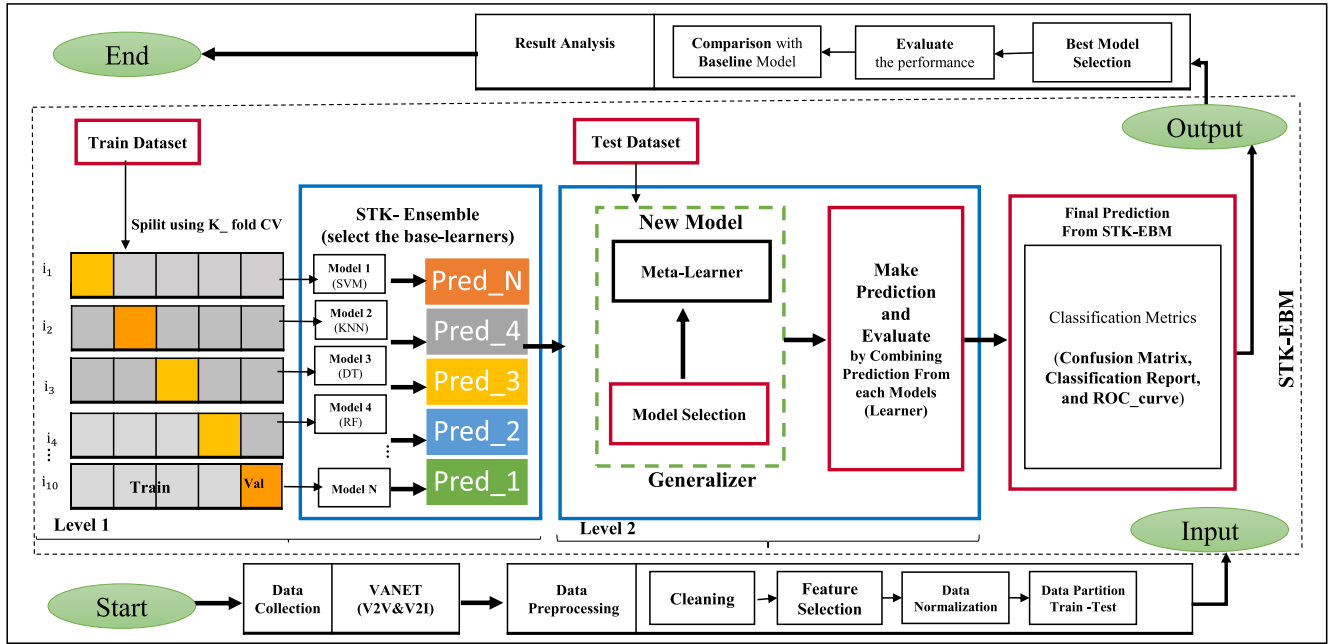 End
Result Analysis
Comparison with
Baseline Model
Evaluate
the performance
Best Model
Selection
Output
Train Dataset
Spilit using K_ fold CV
i1
i2
i3
i4
...
i10
Train
Val
Level 1
STK- Ensemble
(select the base-learners)
Model 1
(SVM)
Model 2
(KNN)
Model 3
(DT)
Model 4
(RF)
...
Model N
Pred_N
Pred_4
Pred_3
Pred_2
Pred_1
Test Dataset
New Model
Meta-Learner
Model Selection
Generalizer
Level 2
Make
Prediction
and
Evaluate
by Combining
Prediction From
each Models
(Learner)
Final Prediction
From STK-EBM
Classification Metrics
(Confusion Matrix,
Classification Report,
and ROC_curve)
STK-EBM
Input
Start
Data
Collection
VANET
(V2V&V2I)
Data
Preprocessing
Cleaning
Feature
Selection
Data
Normalization
Data Partition
Train -Test